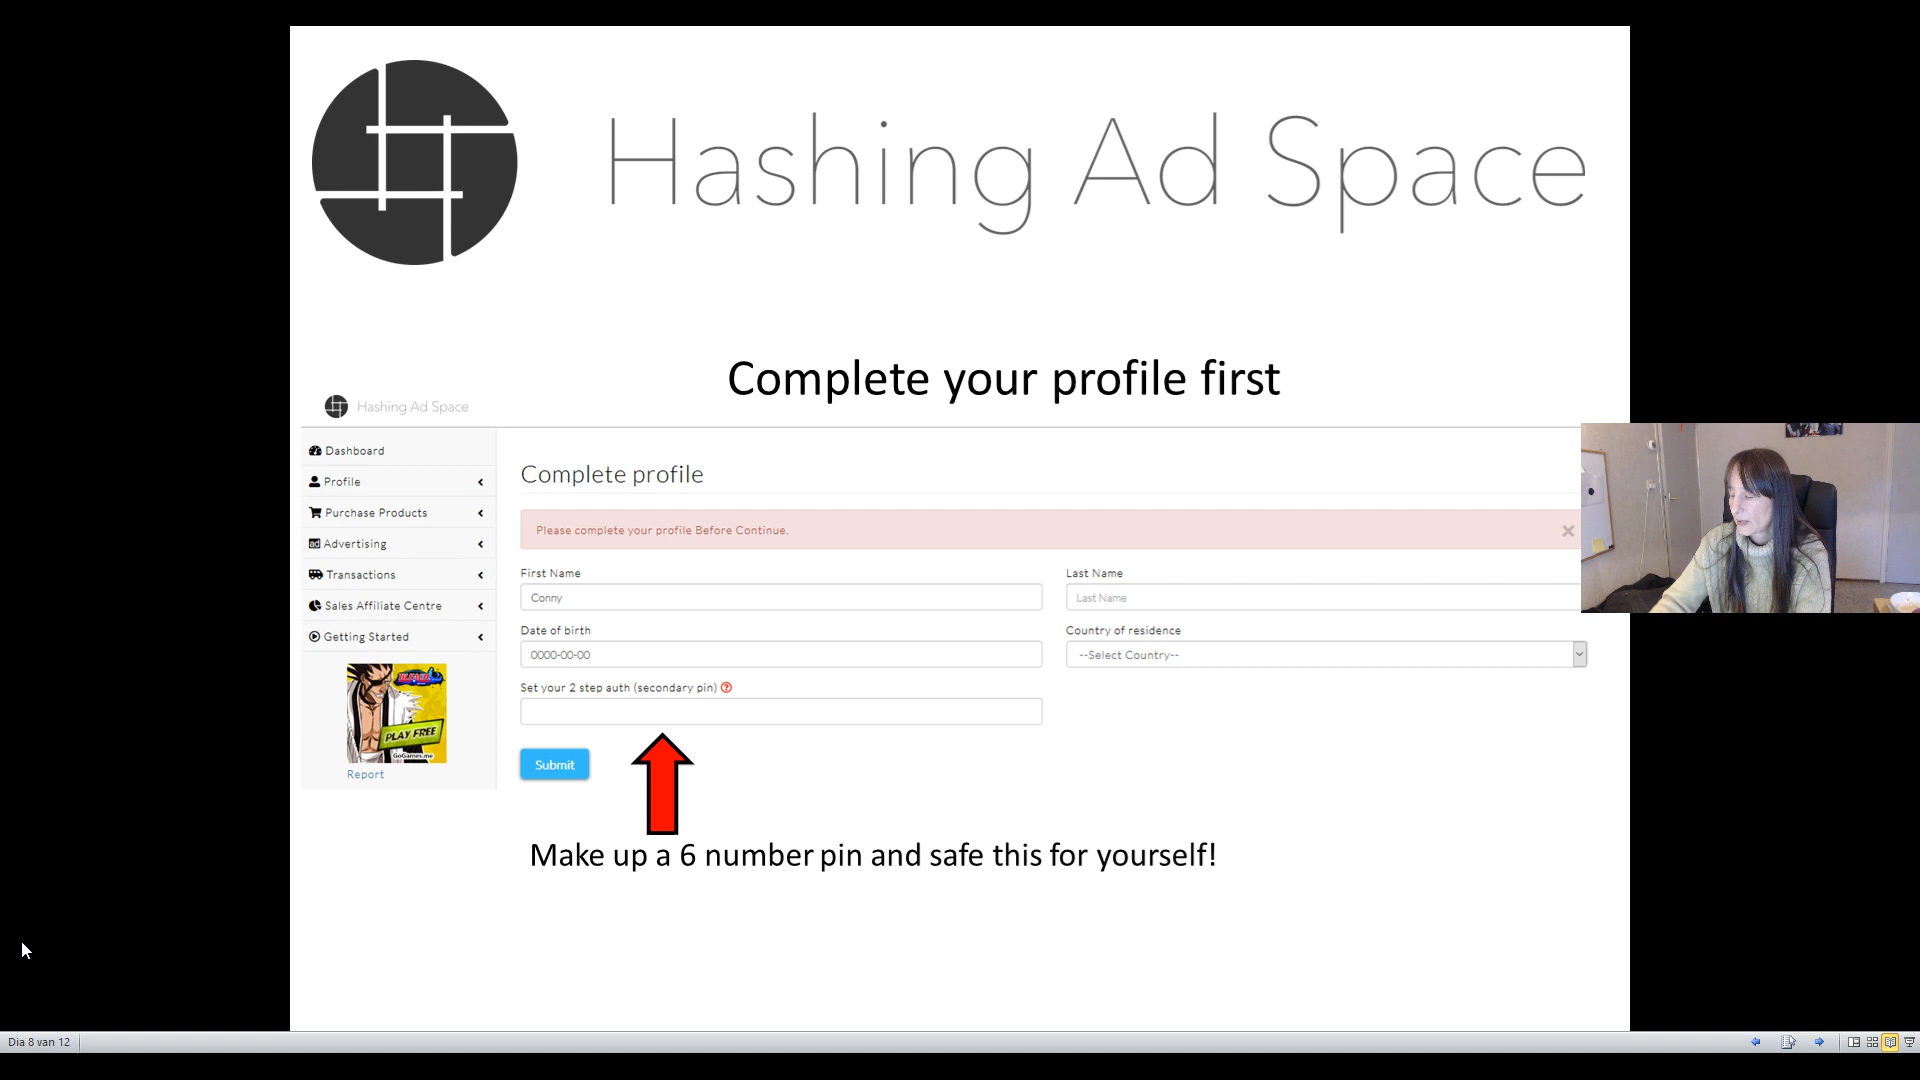 Hashing Ad Space
Complete your profile first
Hashing Ad Space
Dashboard
Profile
Purchase Products
Advertising
Transactions
Sales Affiliate Centre
Getting Started
BLEACH
PLAY FREE
GoGames.me
Report
Complete profile
Please complete your profile Before Continue.
First Name
Last Name
Conny
Last Name
Date of birth
Country of residence
0000-00-00
--Select Country--
Set your 2 step auth (secondary pin)
Submit
Make up a 6 number pin and safe this for yourself!
Dia 8 van 12